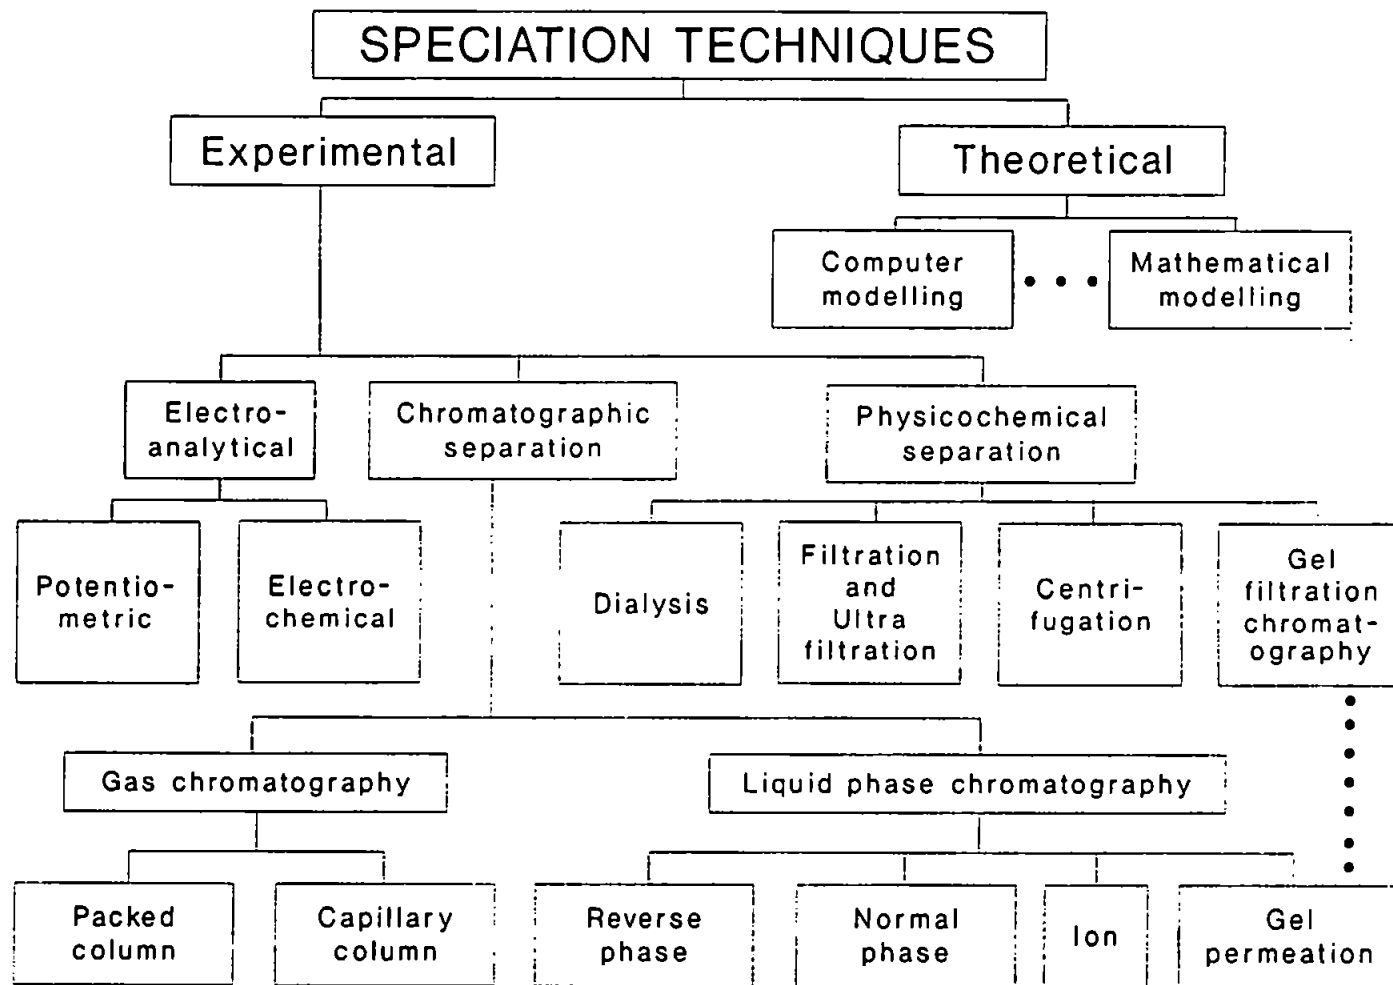 SPECIATION TECHNIQUES
Experimental
Theoretical
Computer
modelling
Mathematical
modelling
Electro-
analytical
Chromatographic
separation
Physicochemical
separation
Potentio-
metric
Electro-
chemical
Dialysis
Filtration
and
Ultra
filtration
Centri-
fugation
Gel
filtration
chromat-
ography
Gas chromatography
Liquid phase chromatography
Packed
column
Capillary
column
Reverse
phase
Normal
phase
Ion
Gel
permeation